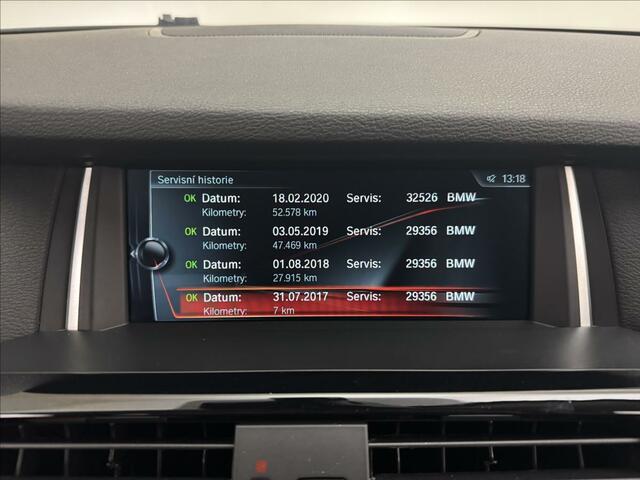 Servisní historie 13:18
OK Datum: 18.02.2020 Servis: 32526 BMW
Kilometry: 52.578 km
OK Datum: 03.05.2019 Servis: 29356 BMW
Kilometry: 47.469 km
OK Datum: 01.08.2018 Servis: 29356 BMW
Kilometry: 27.915 km
OK Datum: 31.07.2017 Servis: 29356 BMW
Kilometry: 7 km